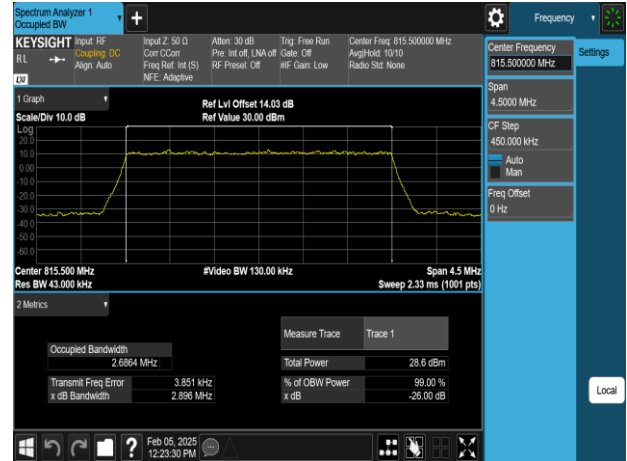 Spectrum Analyzer 1
Occupied BW
Frequency
KEYSIGHT
RL
Input: RF
Coupling: DC
Align: Auto
Input Z: 50 Ω
Corr CCorr
Freq Ref: Int (S)
NFE: Adaptive
Atten: 30 dB
Pre: Int off, LNA off
RF Preset: Off
Trig: Free Run
Gate: Off
#IF Gain: Low
Center Freq: 815.500000 MHz
Avg|Hold: 10/10
Radio Std: None
LXI
1 Graph
Scale/Div 10.0 dB
Ref Lvl Offset 14.03 dB
Ref Value 30.00 dBm
Log
20.0
10.0
0.00
-10.0
-20.0
-30.0
-40.0
-50.0
-60.0
Center 815.500 MHz
Res BW 43.000 kHz
#Video BW 130.00 kHz
Span 4.5 MHz
Sweep 2.33 ms (1001 pts)
2 Metrics
Measure Trace
Trace 1
Occupied Bandwidth
2.6864 MHz
Total Power
28.6 dBm
Transmit Freq Error
3.851 kHz
% of OBW Power
99.00 %
x dB Bandwidth
2.896 MHz
x dB
-26.00 dB
Center Frequency
815.500000 MHz
Settings
Span
4.5000 MHz
CF Step
450.000 kHz
Auto
Man
Freq Offset
0 Hz
Local
?
Feb 05, 2025
12:23:30 PM